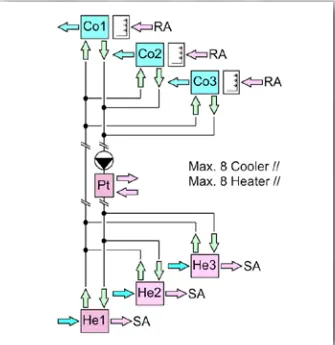 Co1 RA
Co2 RA
Co3 RA
Max. 8 Cooler //
Max. 8 Heater //
Pt
He3 SA
He2 SA
He1 SA